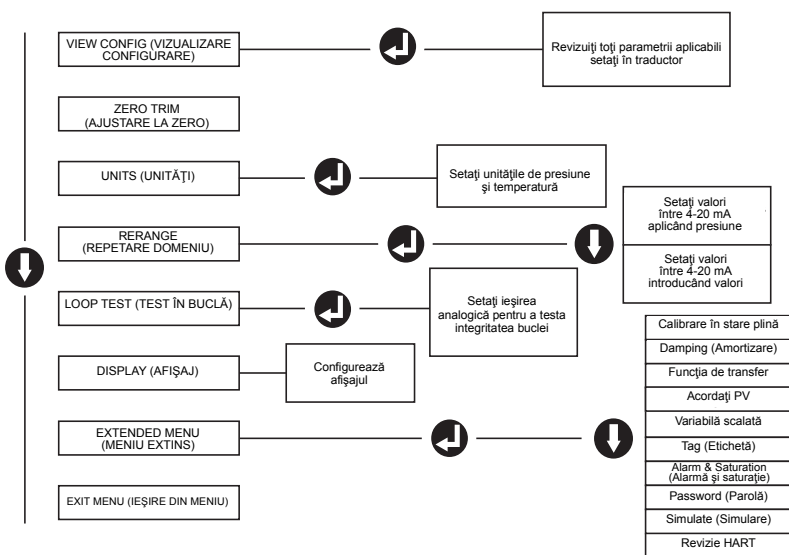 VIEW CONFIG (VIZUALIZARE
CONFIGURARE)
Revizuiţi toţi parametrii aplicabili
setaţi în traductor
ZERO TRIM
(AJUSTARE LA ZERO)
UNITS (UNITĂŢI)
Setaţi unităţile de presiune
şi temperatură
RERANGE
(REPETARE DOMENIU)
Setaţi valori
între 4-20 mA
aplicând presiune
Setaţi valori
între 4-20 mA
introducând valori
LOOP TEST (TEST ÎN BUCLĂ)
Setaţi ieşirea
analogică pentru a testa
integritatea buclei
DISPLAY (AFIŞAJ)
Configurează
afişajul
EXTENDED MENU
(MENIU EXTINS)
Calibrare în stare plină
Damping (Amortizare)
Funcţia de transfer
Acordaţi PV
Variabilă scalată
Tag (Etichetă)
Alarm & Saturation
(Alarmă şi saturaţie)
Password (Parolă)
Simulate (Simulare)
Revizie HART
EXIT MENU (IEŞIRE DIN MENIU)